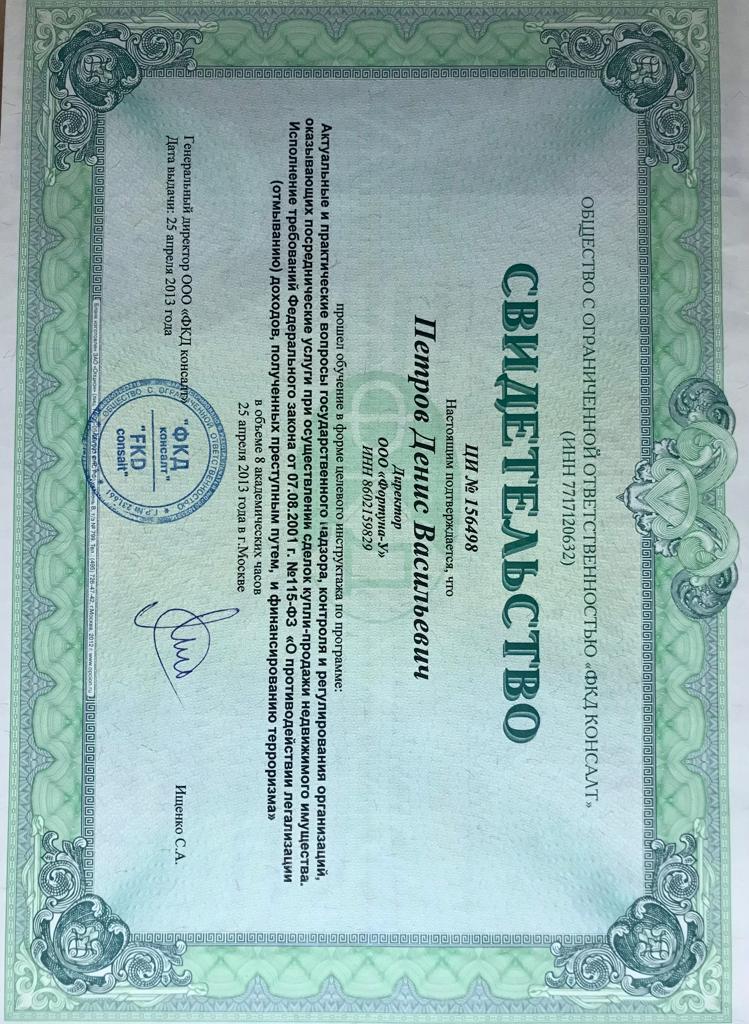 ОБЩЕСТВО С ОГРАНИЧЕННОЙ ОТВЕТСТВЕННОСТЬЮ «ФКД КОНСАЛТ»
(ИНН 7717120632)
СВИДЕТЕЛЬСТВО
ЦИ № 156498
Настоящим подтверждается, что
Петров Денис Васильевич
Директор
ООО «Фортуна-У»
ИНН 8602159829
прошел обучение в форме целевого инструктажа по программе:
Актуальные и практические вопросы государственного надзора, контроля и регулирования организаций,
оказывающих посреднические услуги при осуществлении сделок купли-продажи недвижимого имущества.
Исполнение требований Федерального закона от 07.08.2001 г. №115-ФЗ «О противодействии легализации
(отмыванию) доходов, полученных преступным путем, и финансированию терроризма»
в объеме 8 академических часов
25 апреля 2013 года в г.Москве
Генеральный директор ООО «ФКД консалт»
Ищенко С.А.
Дата выдачи: 25 апреля 2013 года
ОБЩЕСТВО С ОГРАНИЧЕННОЙ ОТВЕТСТВЕННОСТЬЮ
"ФКД
консалт"
"FKD
consalt"